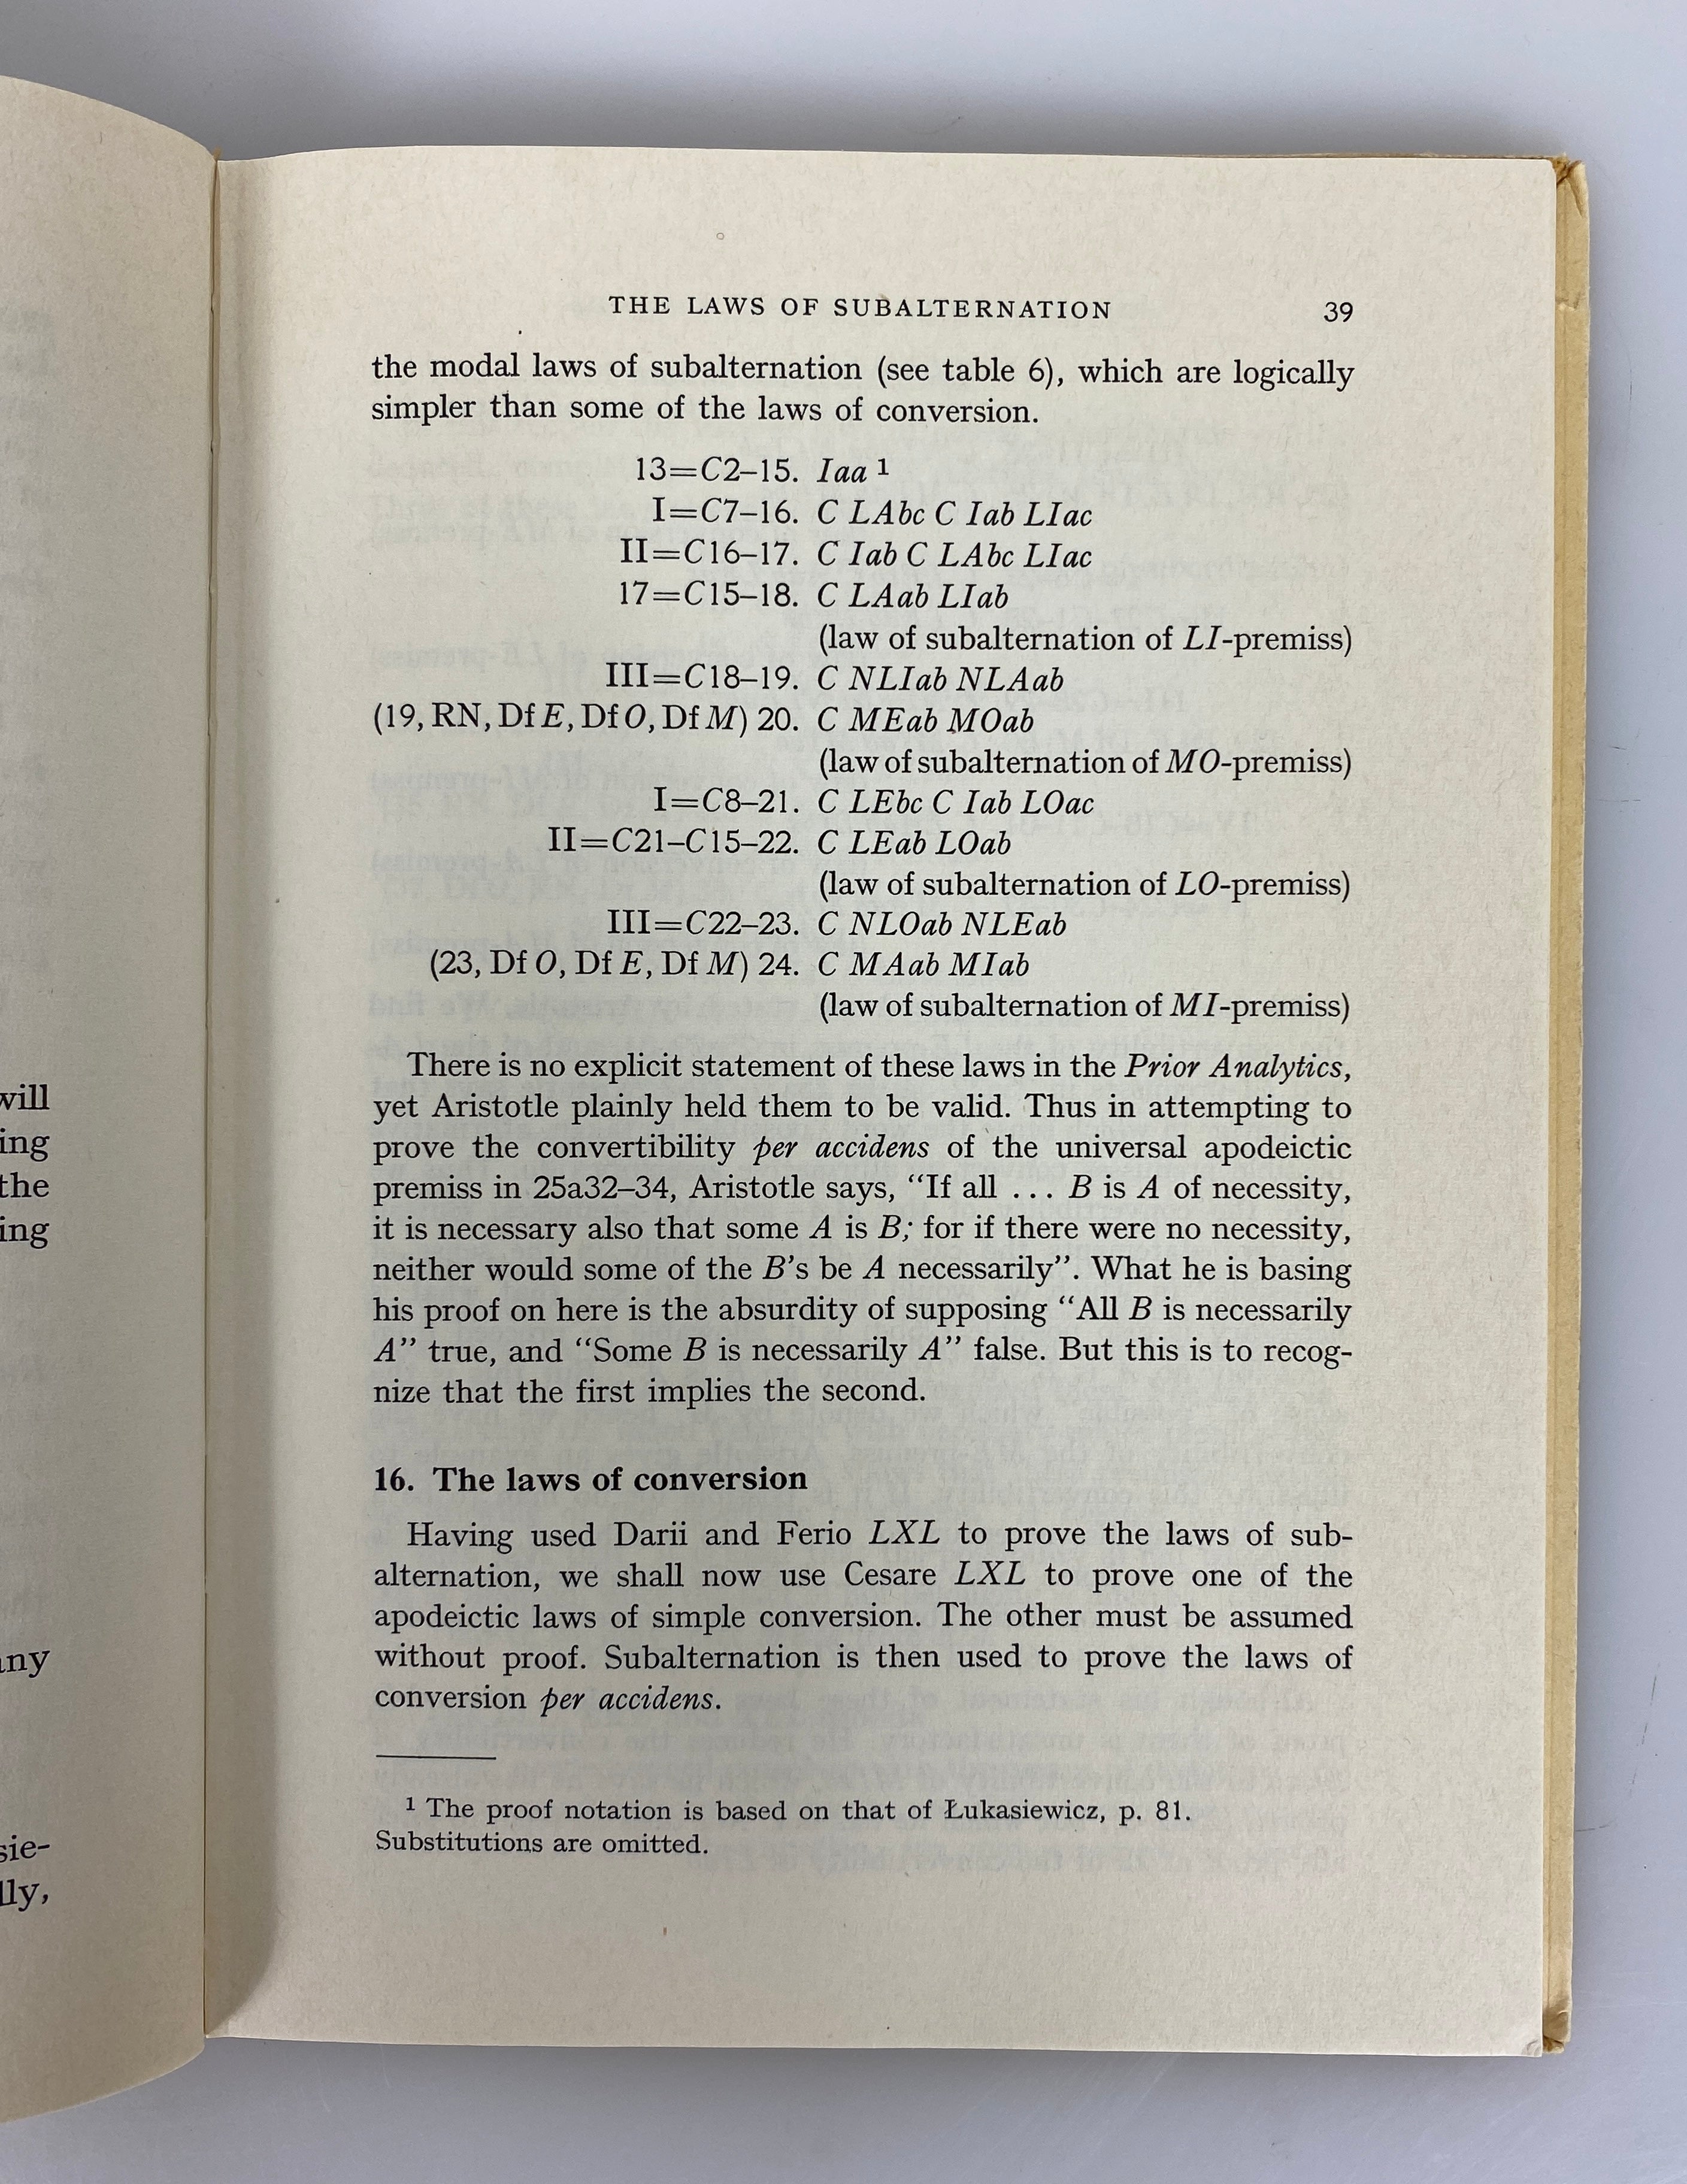 will
ing
the
ing
any
sie-
lly,
THE LAWS OF SUBALTERNATION 39
the modal laws of subalternation (see table 6), which are logically
simpler than some of the laws of conversion.
13=C2–15. Iaa ¹
I=C7–16. C LAbc C Iab LIac
II=C16–17. C Iab C LAbc LIac
17=C15–18. C LAab LIab
(law of subalternation of LI-premiss)
III=C18–19. C NLIab NLAab
(19, RN, Df E, Df O, Df M) 20. C MEab MOab
(law of subalternation of MO-premiss)
I=C8–21. C LEbc C Iab LOac
II=C21–C15–22. C LEab LOab
(law of subalternation of LO-premiss)
III=C22–23. C NLOab NLEab
(23, Df O, Df E, Df M) 24. C MAab MIab
(law of subalternation of MI-premiss)
There is no explicit statement of these laws in the Prior Analytics,
yet Aristotle plainly held them to be valid. Thus in attempting to
prove the convertibility per accidens of the universal apodeictic
premiss in 25a32–34, Aristotle says, “If all ... B is A of necessity,
it is necessary also that some A is B; for if there were no necessity,
neither would some of the B’s be A necessarily”. What he is basing
his proof on here is the absurdity of supposing “All B is necessarily
A” true, and “Some B is necessarily A” false. But this is to recog-
nize that the first implies the second.
16. The laws of conversion
Having used Darii and Ferio LXL to prove the laws of sub-
alternation, we shall now use Cesare LXL to prove one of the
apodeictic laws of simple conversion. The other must be assumed
without proof. Subalternation is then used to prove the laws of
conversion per accidens.
¹ The proof notation is based on that of Łukasiewicz, p. 81.
Substitutions are omitted.